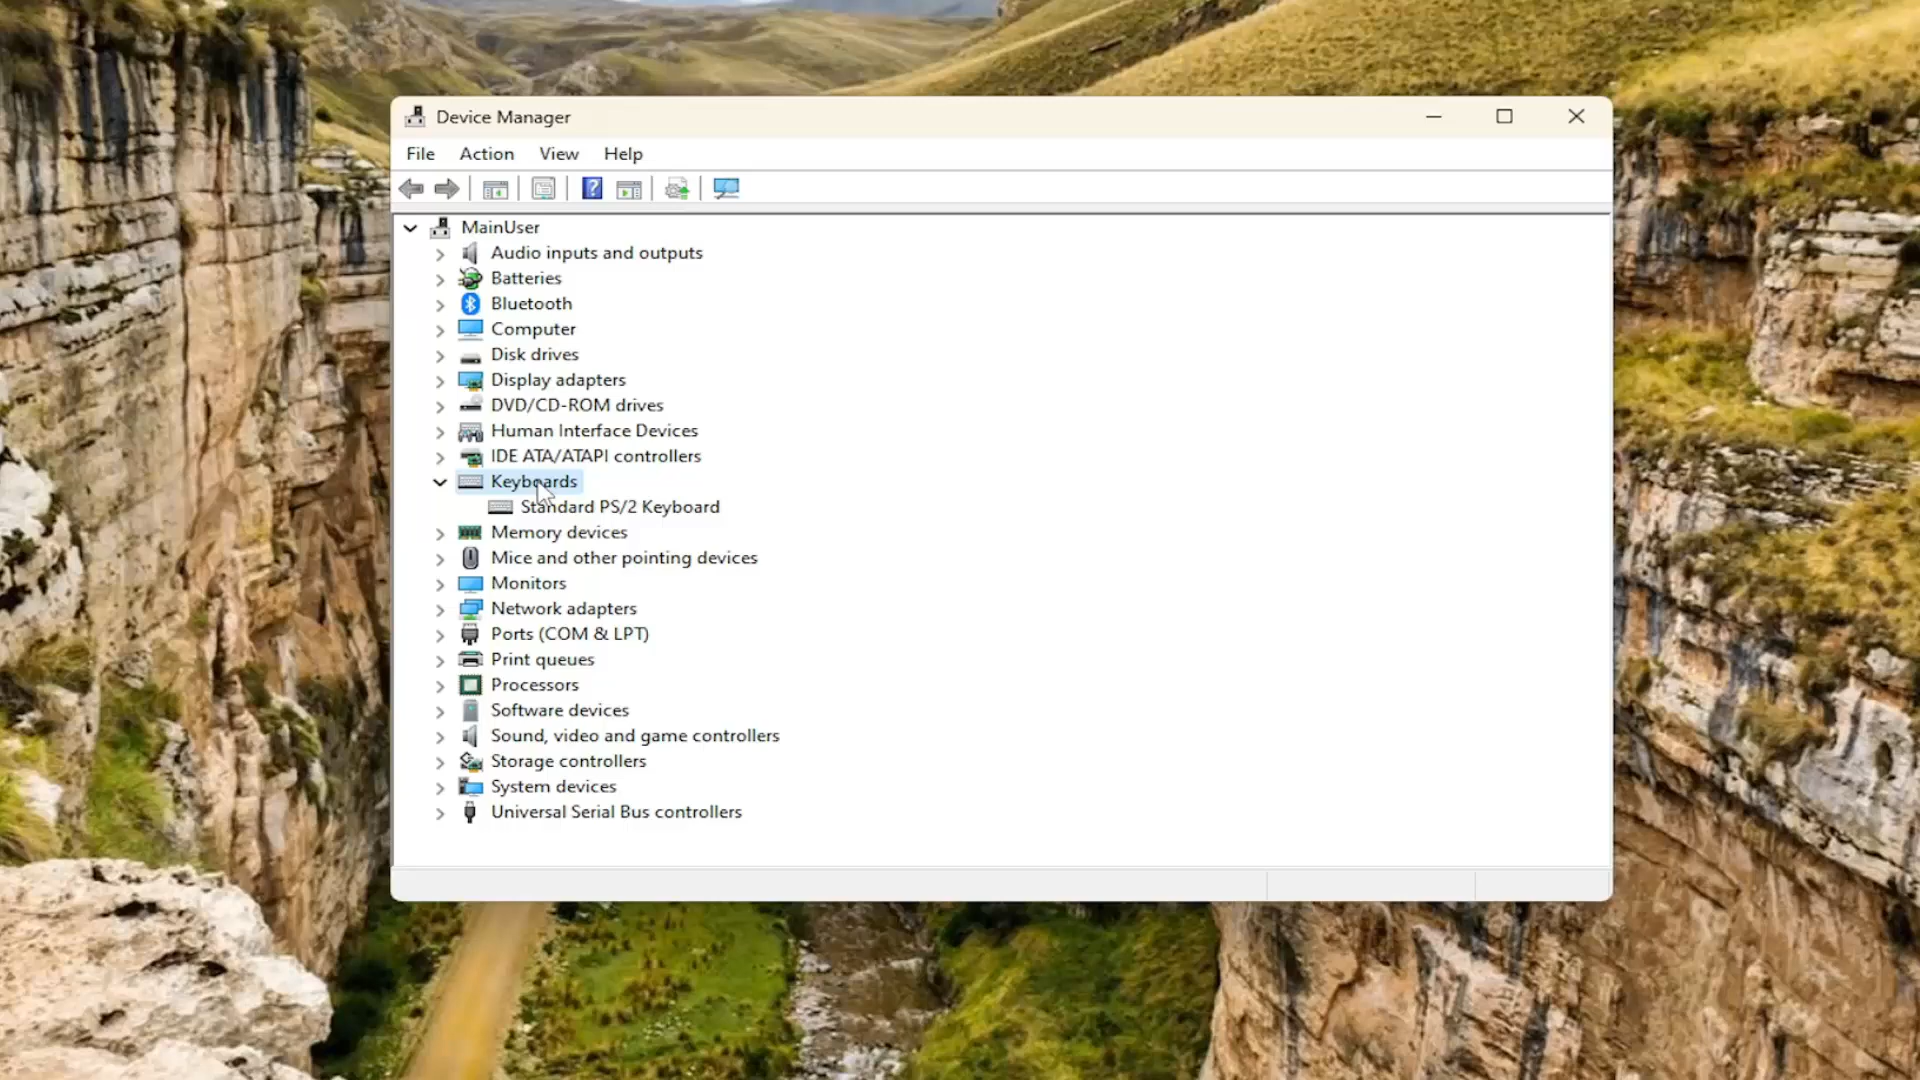 Device Manager
File Action View Help
MainUser
Audio inputs and outputs
Batteries
Bluetooth
Computer
Disk drives
Display adapters
DVD/CD-ROM drives
Human Interface Devices
IDE ATA/ATAPI controllers
Keyboards
Standard PS/2 Keyboard
Memory devices
Mice and other pointing devices
Monitors
Network adapters
Ports (COM & LPT)
Print queues
Processors
Software devices
Sound, video and game controllers
Storage controllers
System devices
Universal Serial Bus controllers